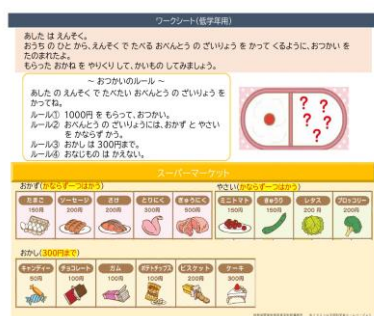 ワークシート(低学年用)
あした は えんそく。
おうち の ひと から、えんそく で たべる おべんとう の ざいりょう を かって くるように、おつかい を
たのまれたよ。
もらった おかね を やりくり して、かいもの してみましょう。
~ おつかいのルール ~
あした の えんそく で たべたい おべんとう の ざいりょう を
かってね。
ルール① 1000円 を もらって、おつかい。
ルール② おべんとう の ざいりょうには、おかず と やさい
を かならず かう。
ルール③ おかし は 300円まで。
ルール④ おなじもの は かえない。
? ? ? ? ?
スーパーマーケット
おかず(かならず一つはかう)
やさい(かならず一つはかう)
たまご ソーセージ さけ とりにく ぎゅうにく ミニトマト きゅうり レタス ブロッコリー
150円 200円 200円 300円 500円 150円 150円 200円 200円
おかし(300円まで)
キャンディー チョコレート ガム ポテトチップス ビスケット ケーキ
50円 100円 100円 100円 200円 300円